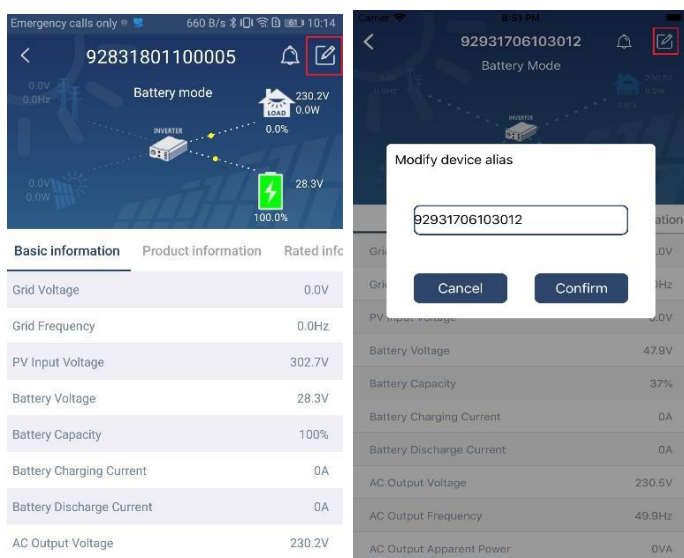 Emergency calls only
660 B/s
10:14
92831801100005
0.0V
0.0Hz
Battery mode
230.2V
LOAD
0.0W
INVERTER
0.0%
0.0V
0.0W
28.3V
100.0%
Basic information Product information Rated info
Grid Voltage 0.0V
Grid Frequency 0.0Hz
PV Input Voltage 302.7V
Battery Voltage 28.3V
Battery Capacity 100%
Battery Charging Current 0A
Battery Discharge Current 0A
AC Output Voltage 230.2V
Carrier 8:51 PM
92931706103012
Battery Mode
INVERTER
Modify device alias
92931706103012
Cancel Confirm
ation
Battery Voltage 47.9V
Battery Capacity 37%
Battery Charging Current 0A
Battery Discharge Current 0A
AC Output Voltage 230.5V
AC Output Frequency 49.9Hz
AC Output Apparent Power 0VA